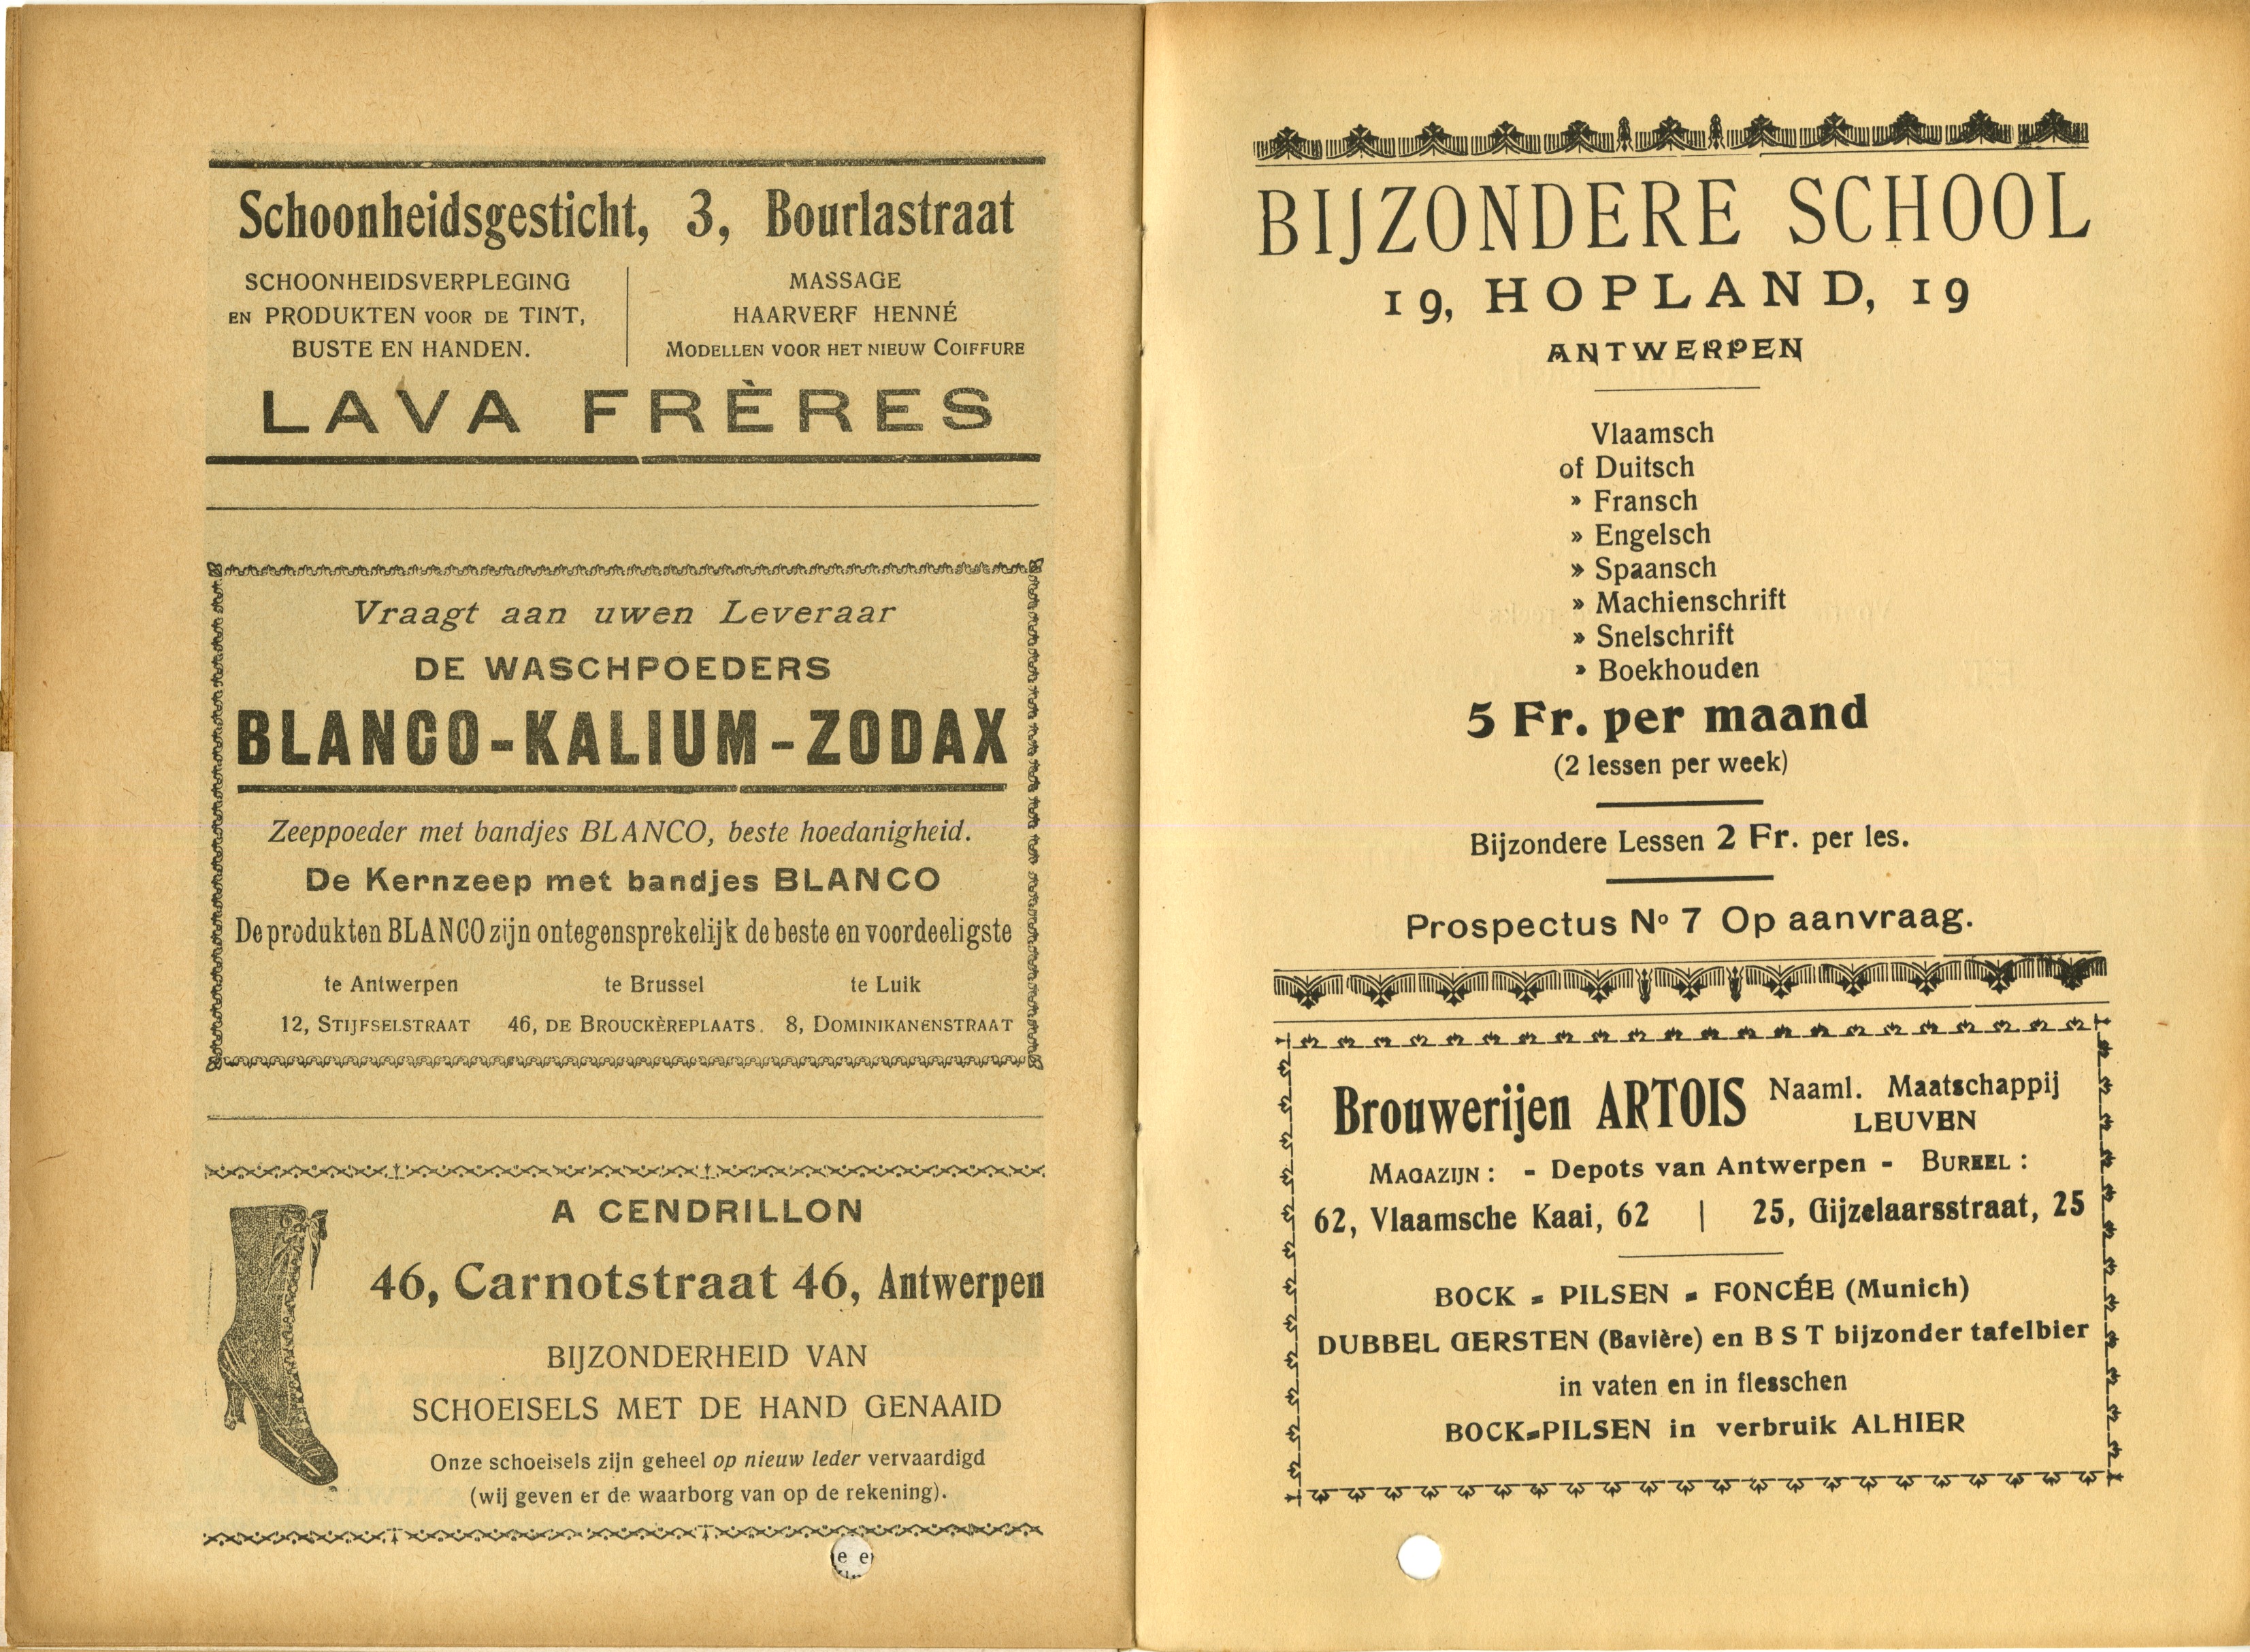 Schoonheidsgesticht, 3, Bourlastraat
SCHOONHEIDSVERPLEGING
EN PRODUKTEN VOOR DE TINT,
BUSTE EN HANDEN.
MASSAGE
HAARVERF HENNÉ
MODELLEN VOOR HET NIEUW COIFFURE
LAVA FRÈRES
Vraagt aan uwen Leveraar
DE WASCHPOEDERS
BLANCO-KALIUM-ZODAX
Zeeppoeder met bandjes BLANCO, beste hoedanigheid.
De Kernzeep met bandjes BLANCO
De produkten BLANCO zijn ontegensprekelijk de beste en voordeeligste
te Antwerpen te Brussel te Luik
12, STIJFSELSTRAAT 46, DE BROUCKÈREPLAATS. 8, DOMINIKANENSTRAAT
A CENDRILLON
46, Carnotstraat 46, Antwerpen
BIJZONDERHEID VAN
SCHOEISELS MET DE HAND GENAAID
Onze schoeisels zijn geheel op nieuw leder vervaardigd
(wij geven er de waarborg van op de rekening).
e e
BIJZONDERE SCHOOL
19, HOPLAND, 19
ANTWERPEN
Vlaamsch
of Duitsch
» Fransch
» Engelsch
» Spaansch
» Machienschrift
» Snelschrift
» Boekhouden
5 Fr. per maand
(2 lessen per week)
Bijzondere Lessen 2 Fr. per les.
Prospectus Nº 7 Op aanvraag.
Brouwerijen ARTOIS Naaml. Maatschappij
LEUVEN
MAGAZIJN : - Depots van Antwerpen - BUREEL :
62, Vlaamsche Kaai, 62 | 25, Gijzelaarsstraat, 25
BOCK - PILSEN - FONCÉE (Munich)
DUBBEL GERSTEN (Bavière) en B S T bijzonder tafelbier
in vaten en in flesschen
BOCK-PILSEN in verbruik ALHIER